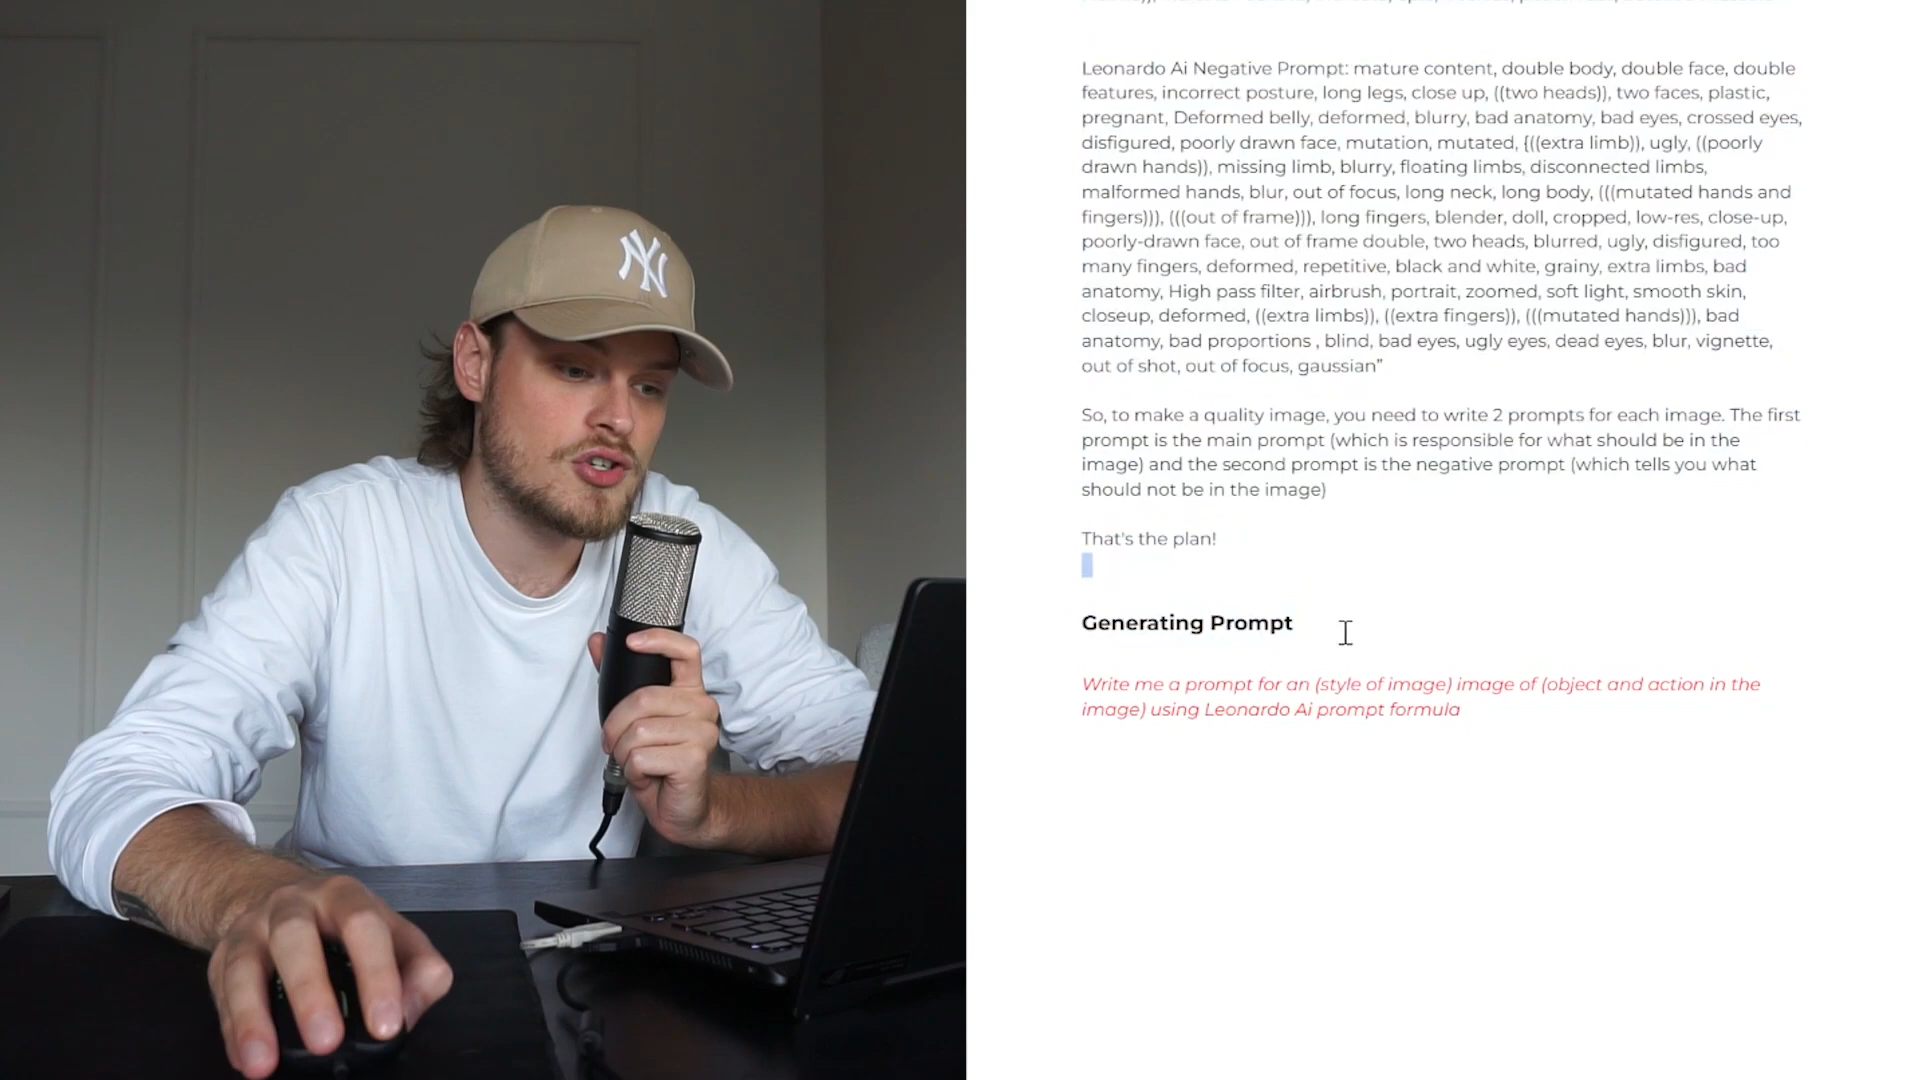 NY
Leonardo Ai Negative Prompt: mature content, double body, double face, double
features, incorrect posture, long legs, close up, ((two heads)), two faces, plastic,
pregnant, Deformed belly, deformed, blurry, bad anatomy, bad eyes, crossed eyes,
disfigured, poorly drawn face, mutation, mutated, {((extra limb)), ugly, ((poorly
drawn hands)), missing limb, blurry, floating limbs, disconnected limbs,
malformed hands, blur, out of focus, long neck, long body, (((mutated hands and
fingers))), (((out of frame))), long fingers, blender, doll, cropped, low-res, close-up,
poorly-drawn face, out of frame double, two heads, blurred, ugly, disfigured, too
many fingers, deformed, repetitive, black and white, grainy, extra limbs, bad
anatomy, High pass filter, airbrush, portrait, zoomed, soft light, smooth skin,
closeup, deformed, ((extra limbs)), ((extra fingers)), (((mutated hands))), bad
anatomy, bad proportions , blind, bad eyes, ugly eyes, dead eyes, blur, vignette,
out of shot, out of focus, gaussian”
So, to make a quality image, you need to write 2 prompts for each image. The first
prompt is the main prompt (which is responsible for what should be in the
image) and the second prompt is the negative prompt (which tells you what
should not be in the image)
That's the plan!
Generating Prompt
Write me a prompt for an (style of image) image of (object and action in the
image) using Leonardo Ai prompt formula